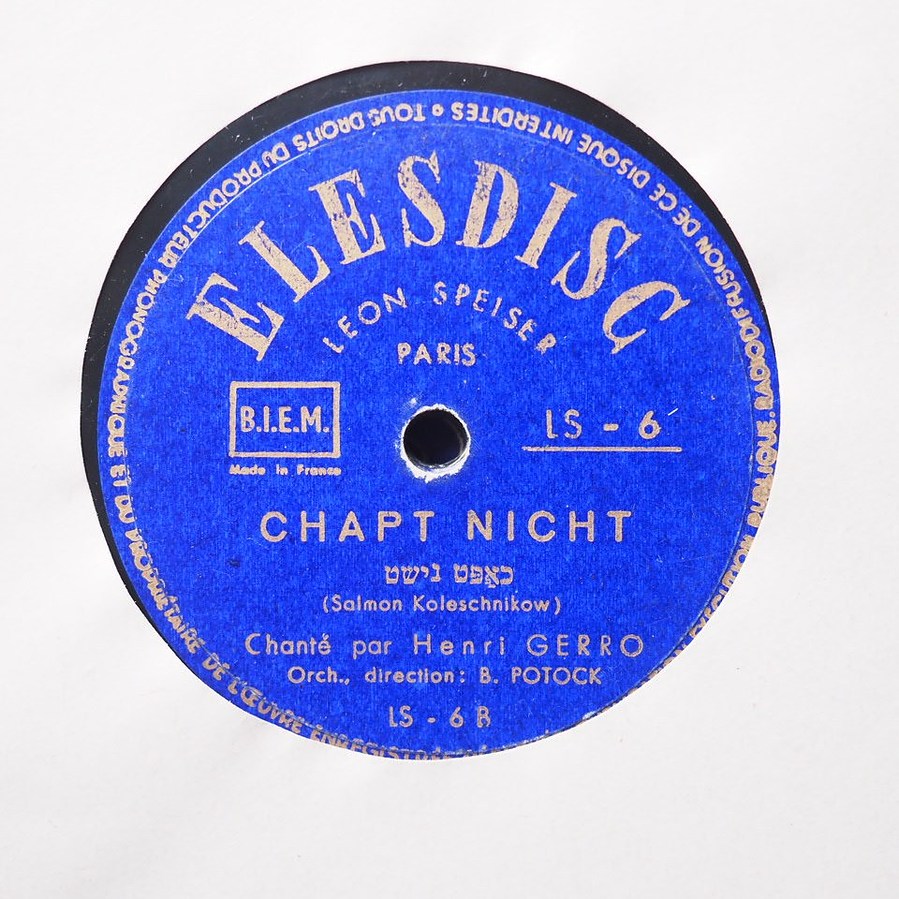 ELESDISC
LEON SPEISER
PARIS
B.I.E.M.
Made in France
LS - 6
CHAPT NICHT
כאַפּט נישט
(Salmon Koleschnikow)
Chanté par Henri GERRO
Orch., direction: B. POTOCK
LS - 6 B
TOUS DROITS DU PRODUCTEUR PHONOGRAPHIQUE ET DU PROPRIÉTAIRE DE L'ŒUVRE ENREGISTRÉE EXÉCUTION PUBLIQUE. RADIODIFFUSION DE CE DISQUE INTERDITES •